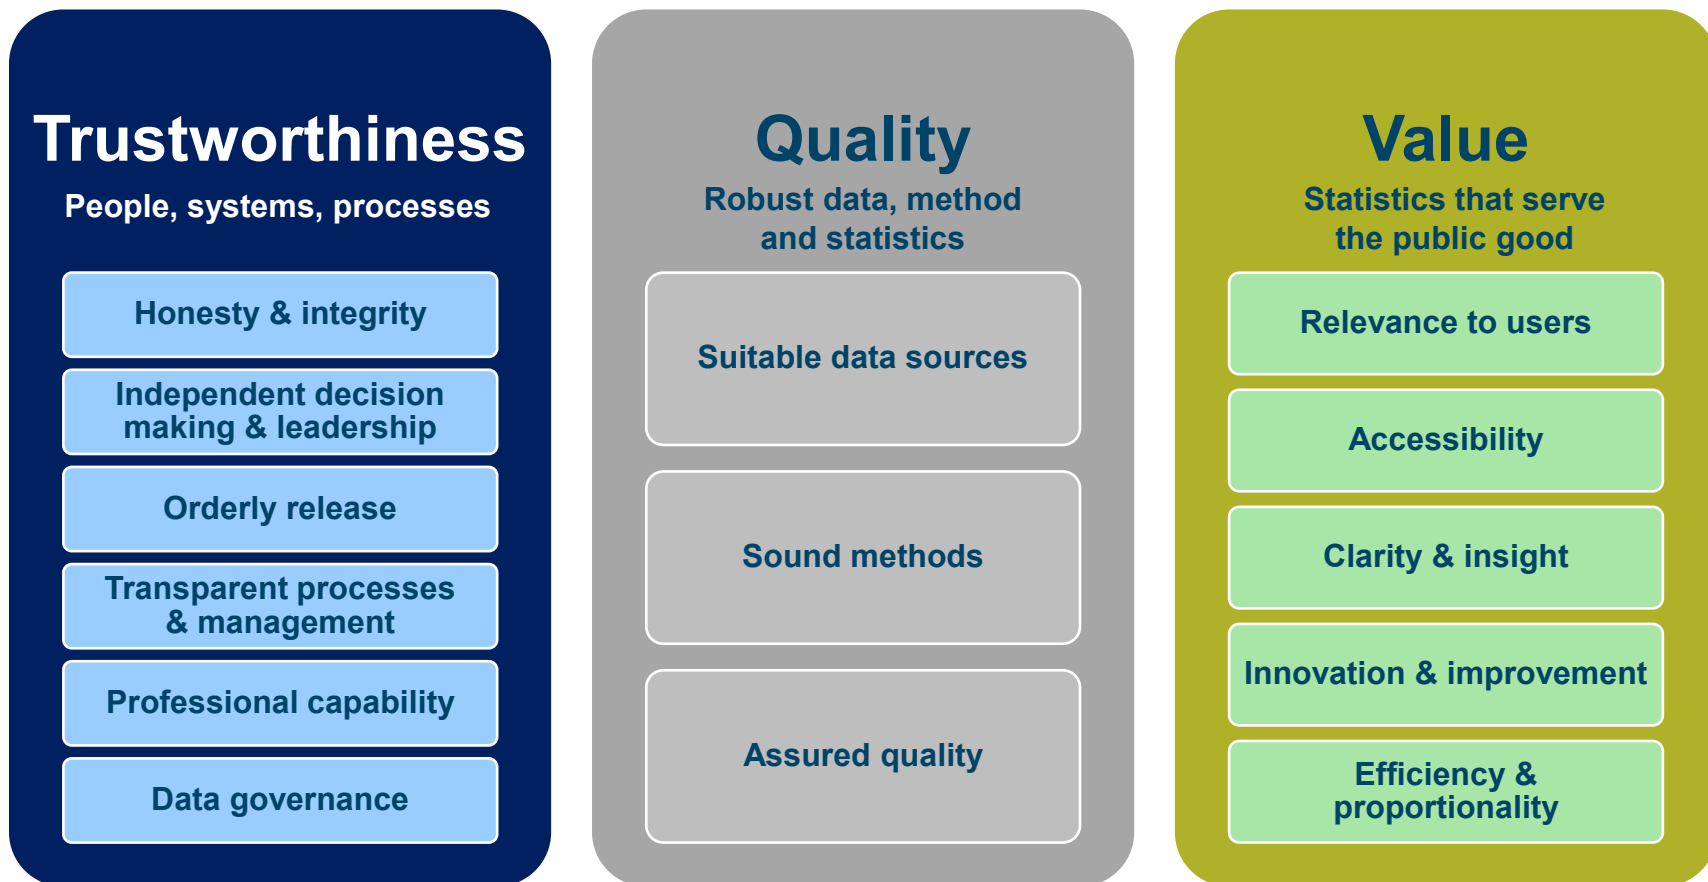 Trustworthiness
People, systems, processes
Honesty & integrity
Independent decision
making & leadership
Orderly release
Transparent processes
& management
Professional capability
Data governance
Quality
Robust data, method
and statistics
Suitable data sources
Sound methods
Assured quality
Value
Statistics that serve
the public good
Relevance to users
Accessibility
Clarity & insight
Innovation & improvement
Efficiency &
proportionality